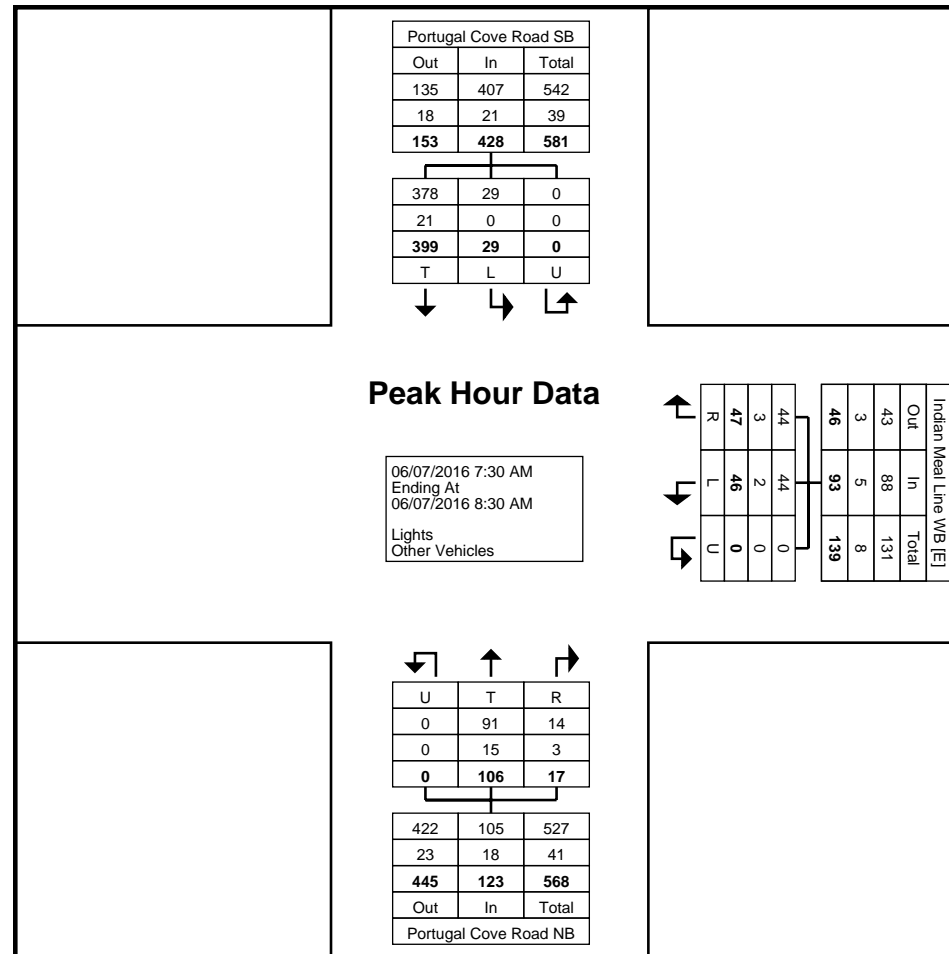 Portugal Cove Road SB
Out In Total
135 407 542
18 21 39
153 428 581
378 29 0
21 0 0
399 29 0
T L U
Peak Hour Data
06/07/2016 7:30 AM
Ending At
06/07/2016 8:30 AM
Lights
Other Vehicles
Indian Meal Line WB [E]
Out In Total
43 88 131
3 5 8
46 93 139
44 44 0
3 2 0
47 46 0
R L U
U T R
0 91 14
0 15 3
0 106 17
422 105 527
23 18 41
445 123 568
Out In Total
Portugal Cove Road NB